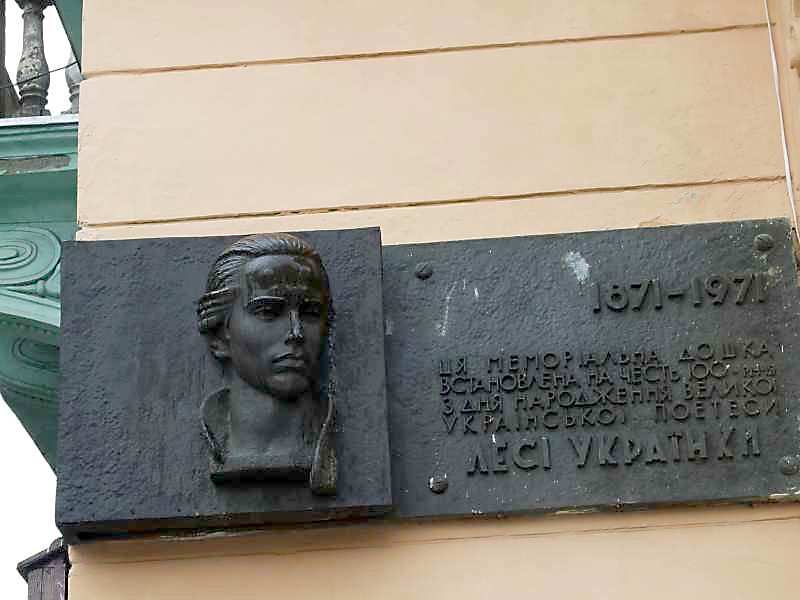 1871-1971
ЦЯ МЕМОРІАЛЬНА ДОШКА
ВСТАНОВЛЕНА НА ЧЕСТЬ 100-РІЧЧЯ
З ДНЯ НАРОДЖЕННЯ ВЕЛИКОЇ
УКРАЇНСЬКОЇ ПОЕТЕСИ
ЛЕСІ УКРАЇНКИ